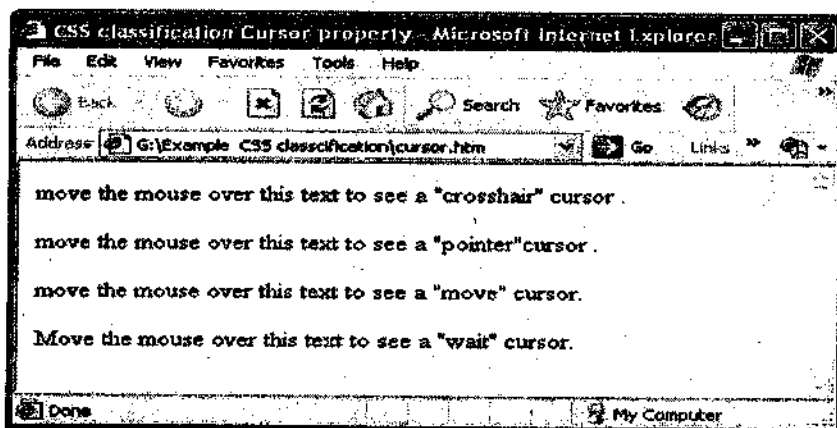 CSS classification Cursor property - Microsoft Internet Explorer
File Edit View Favorites Tools Help
Back Search Favorites
Address G:\Example CSS classcification\cursor.htm Go Links »
move the mouse over this text to see a "crosshair" cursor .
move the mouse over this text to see a "pointer"cursor .
move the mouse over this text to see a "move" cursor.
Move the mouse over this text to see a "wait" cursor.
Done My Computer